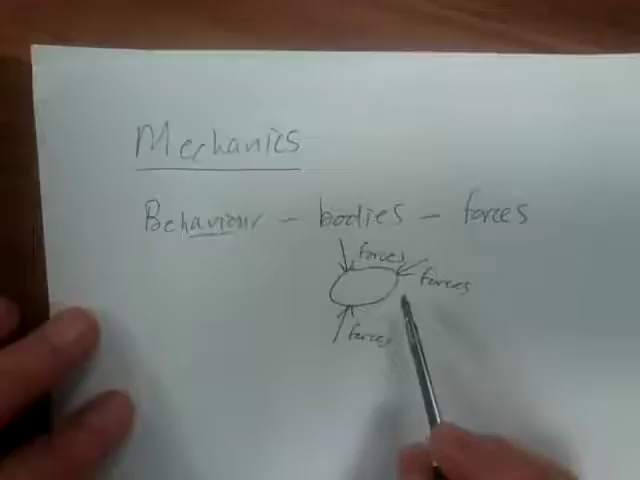 Mechanics
Behaviour - bodies - forces
forces
forces
forces